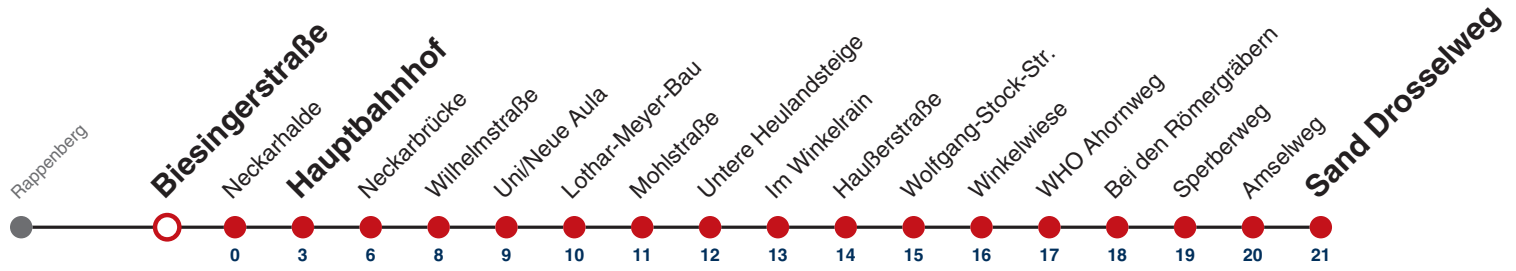 Rappenberg
Biesingerstraße
Neckarhalde
Hauptbahnhof
Neckarbrücke
Wilhelmstraße
Uni/Neue Aula
Lothar-Meyer-Bau
Mohlstraße
Untere Heulandsteige
Im Winkelrain
Haußerstraße
Wolfgang-Stock-Str.
Winkelwiese
WHO Ahornweg
Bei den Römergräbern
Sperberweg
Amselweg
Sand Drosselweg
0 3 6 8 9 10 11 12 13 14 15 16 17 18 19 20 21